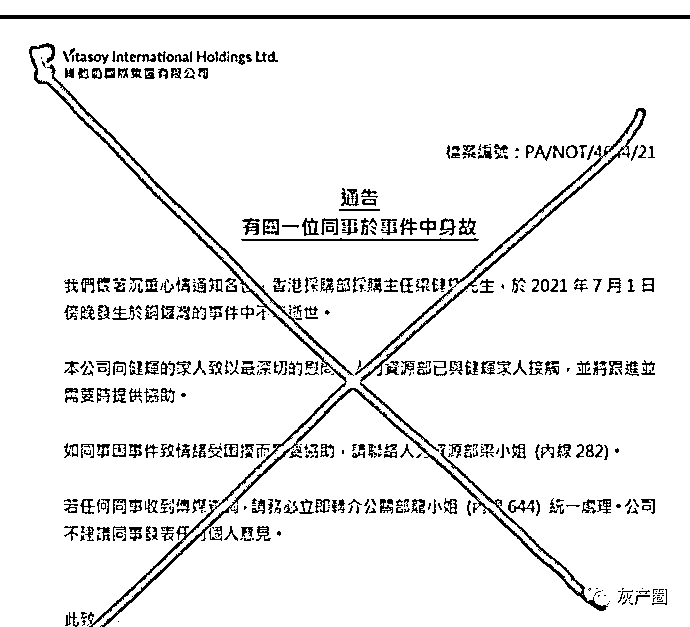 Vitasoy International Holdings Ltd.
維他奶國際集團有限公司
檔案編號：PA/NOT/4644/21
通告
有關一位同事於事件中身故
我們懷著沉重心情通知各位，香港採購部採購主任梁健輝先生，於 2021 年 7 月 1 日
傍晚發生於銅鑼灣的事件中不幸逝世。
本公司向健輝的家人致以最深切的慰問，人力資源部已與健輝家人接觸，並將跟進並
需要時提供協助。
如同事因事件致情緒受困擾而需要協助，請聯絡人力資源部梁小姐 (內線 282)。
若任何同事收到傳媒查詢，請務必立即轉介公關部龍小姐 (內線 644) 統一處理。公司
不建議同事發表任何個人意見。
此致
灰产圈